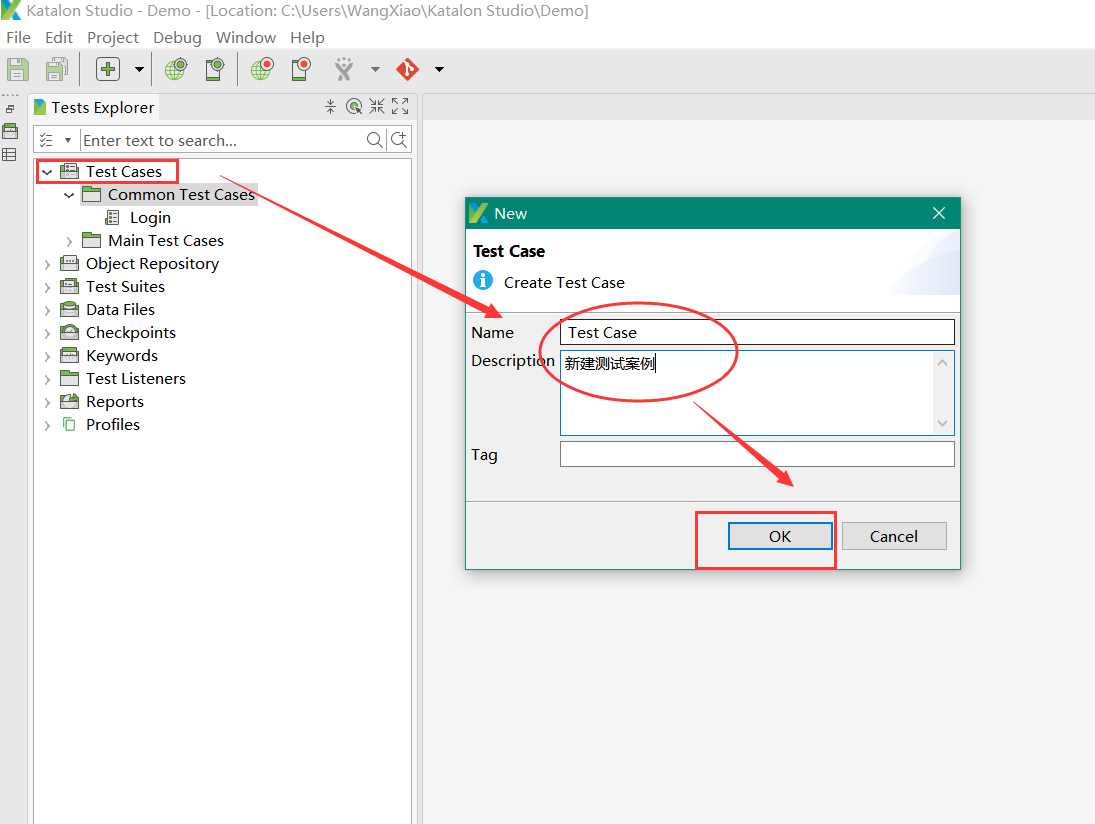 Katalon Studio - Demo - [Location: C:\Users\WangXiao\Katalon Studio\Demo]
File Edit Project Debug Window Help
Tests Explorer
Enter text to search...
Test Cases
Common Test Cases
Login
Main Test Cases
Object Repository
Test Suites
Data Files
Checkpoints
Keywords
Test Listeners
Reports
Profiles
New
Test Case
Create Test Case
Name Test Case
Description 新建测试案例
Tag
OK Cancel